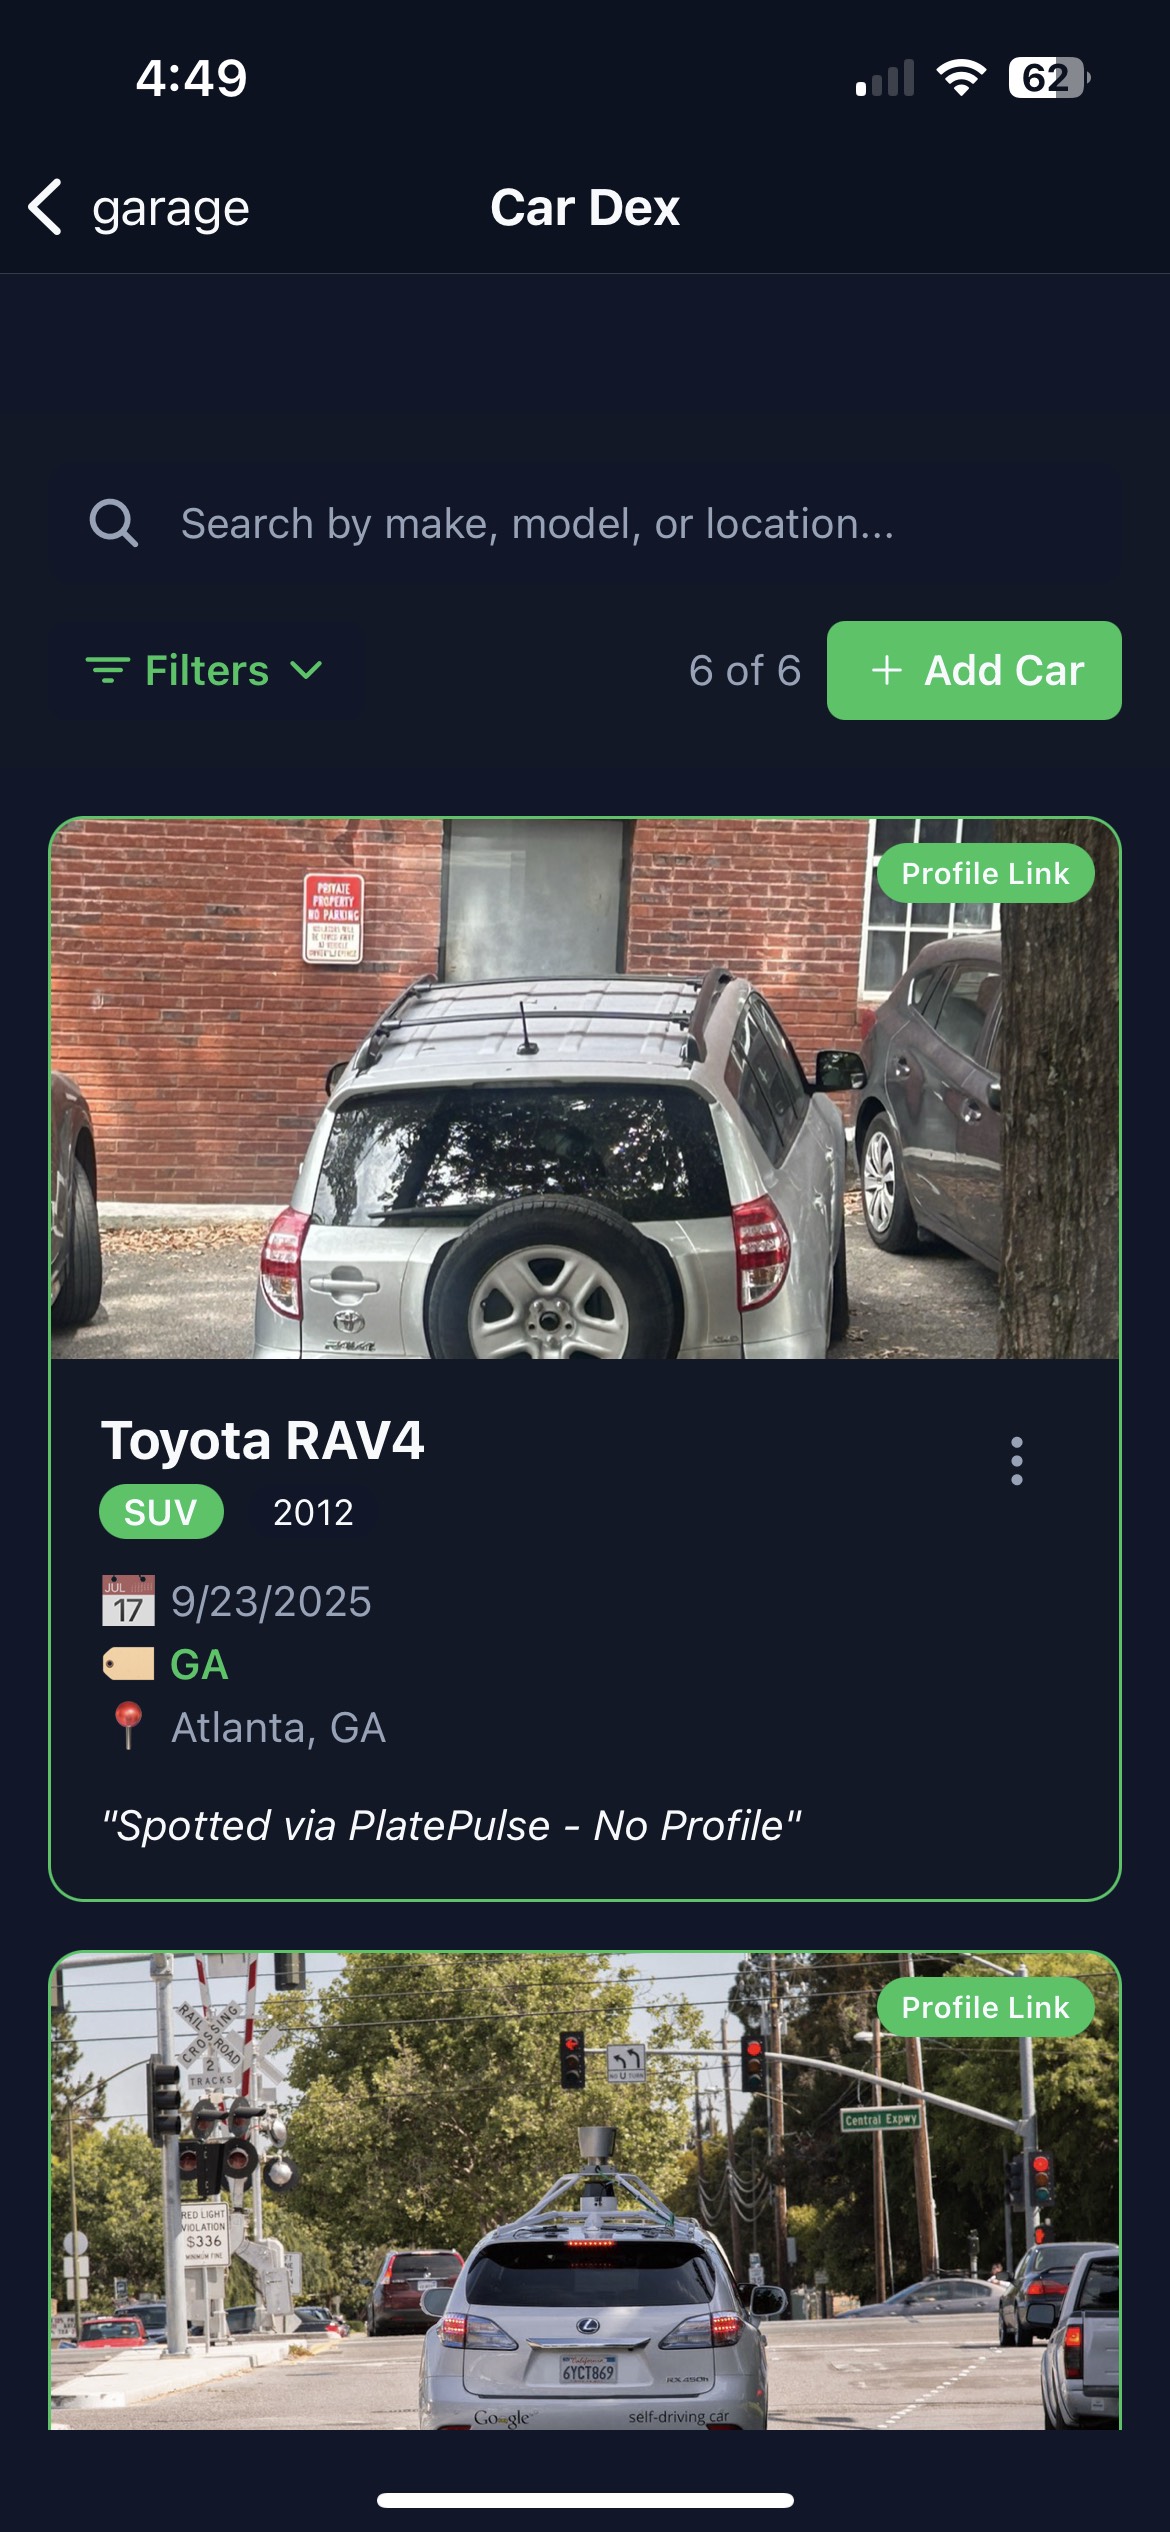 4:49
62
garage
Car Dex
Search by make, model, or location...
Filters
6 of 6
+ Add Car
Profile Link
PRIVATE
PROPERTY
NO PARKING
Toyota RAV4
SUV
2012
JUL
17
9/23/2025
GA
Atlanta, GA
"Spotted via PlatePulse - No Profile"
Profile Link
RAIL ROAD
CROSSING
2
TRACKS
NO U TURN
Central Expwy
RED LIGHT
VIOLATION
$336
MINIMUM FINE
California
6YCT869
RX450h
Google
self-driving car